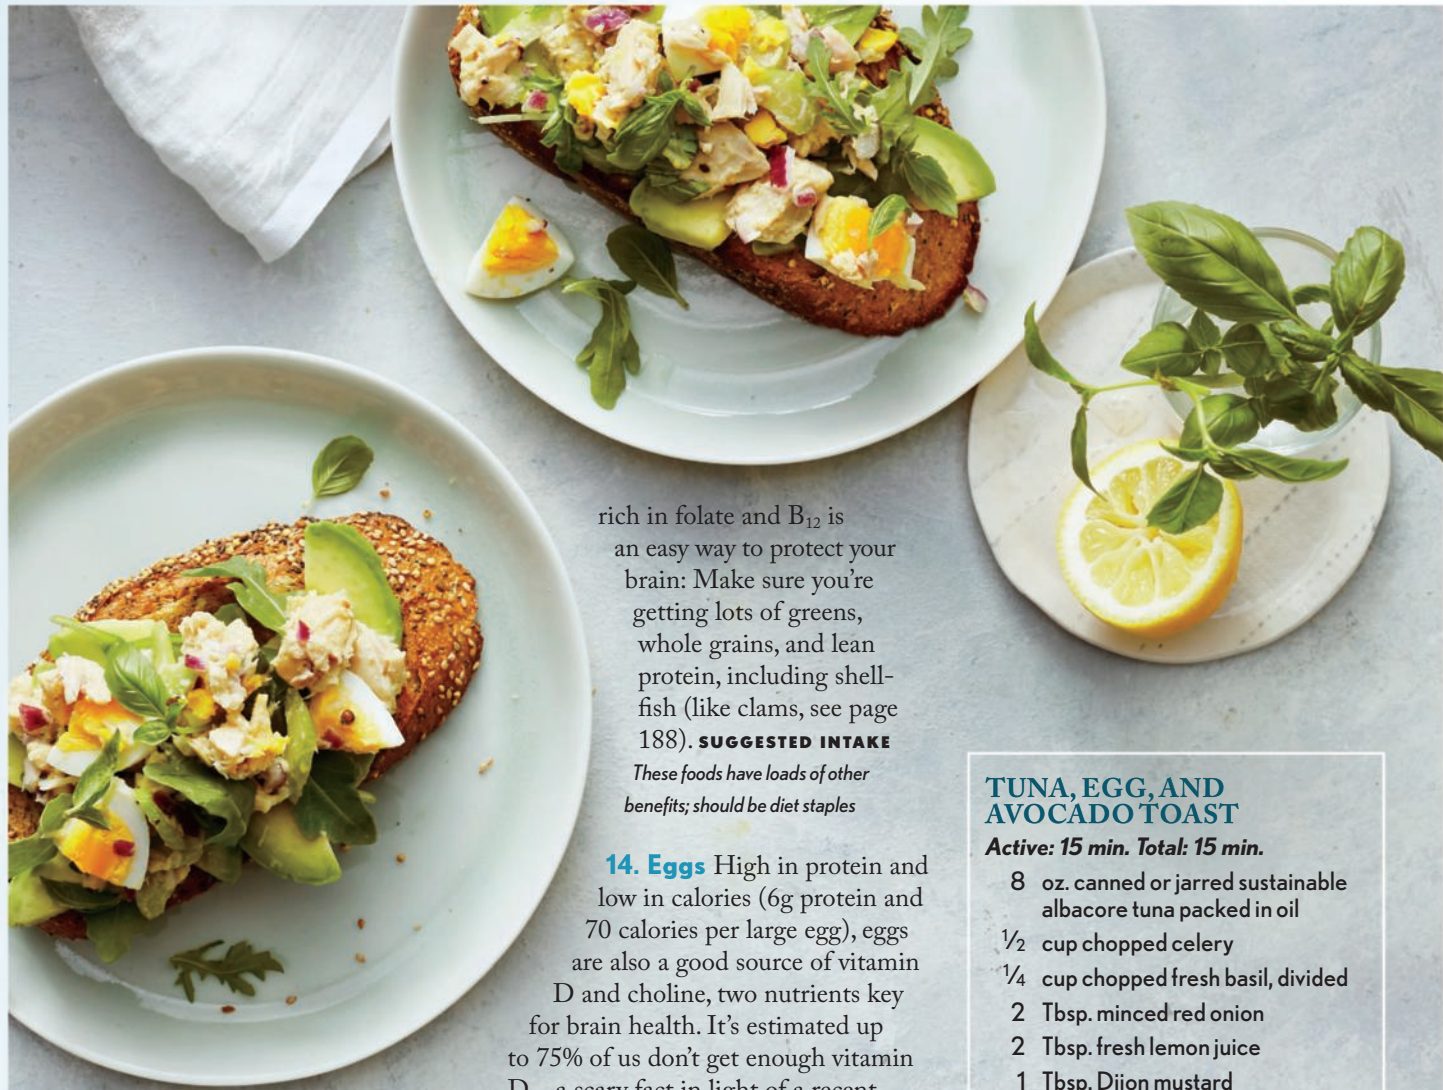 rich in folate and B₁₂ is
an easy way to protect your
brain: Make sure you're
getting lots of greens,
whole grains, and lean
protein, including shell-
fish (like clams, see page
188). SUGGESTED INTAKE
These foods have loads of other
benefits; should be diet staples
14. Eggs High in protein and
low in calories (6g protein and
70 calories per large egg), eggs
are also a good source of vitamin
D and choline, two nutrients key
for brain health. It's estimated up
to 75% of us don't get enough vitamin
D—a scary fact in light of a recent
TUNA, EGG, AND
AVOCADO TOAST
Active: 15 min. Total: 15 min.
8 oz. canned or jarred sustainable
albacore tuna packed in oil
½ cup chopped celery
¼ cup chopped fresh basil, divided
2 Tbsp. minced red onion
2 Tbsp. fresh lemon juice
1 Tbsp. Dijon mustard